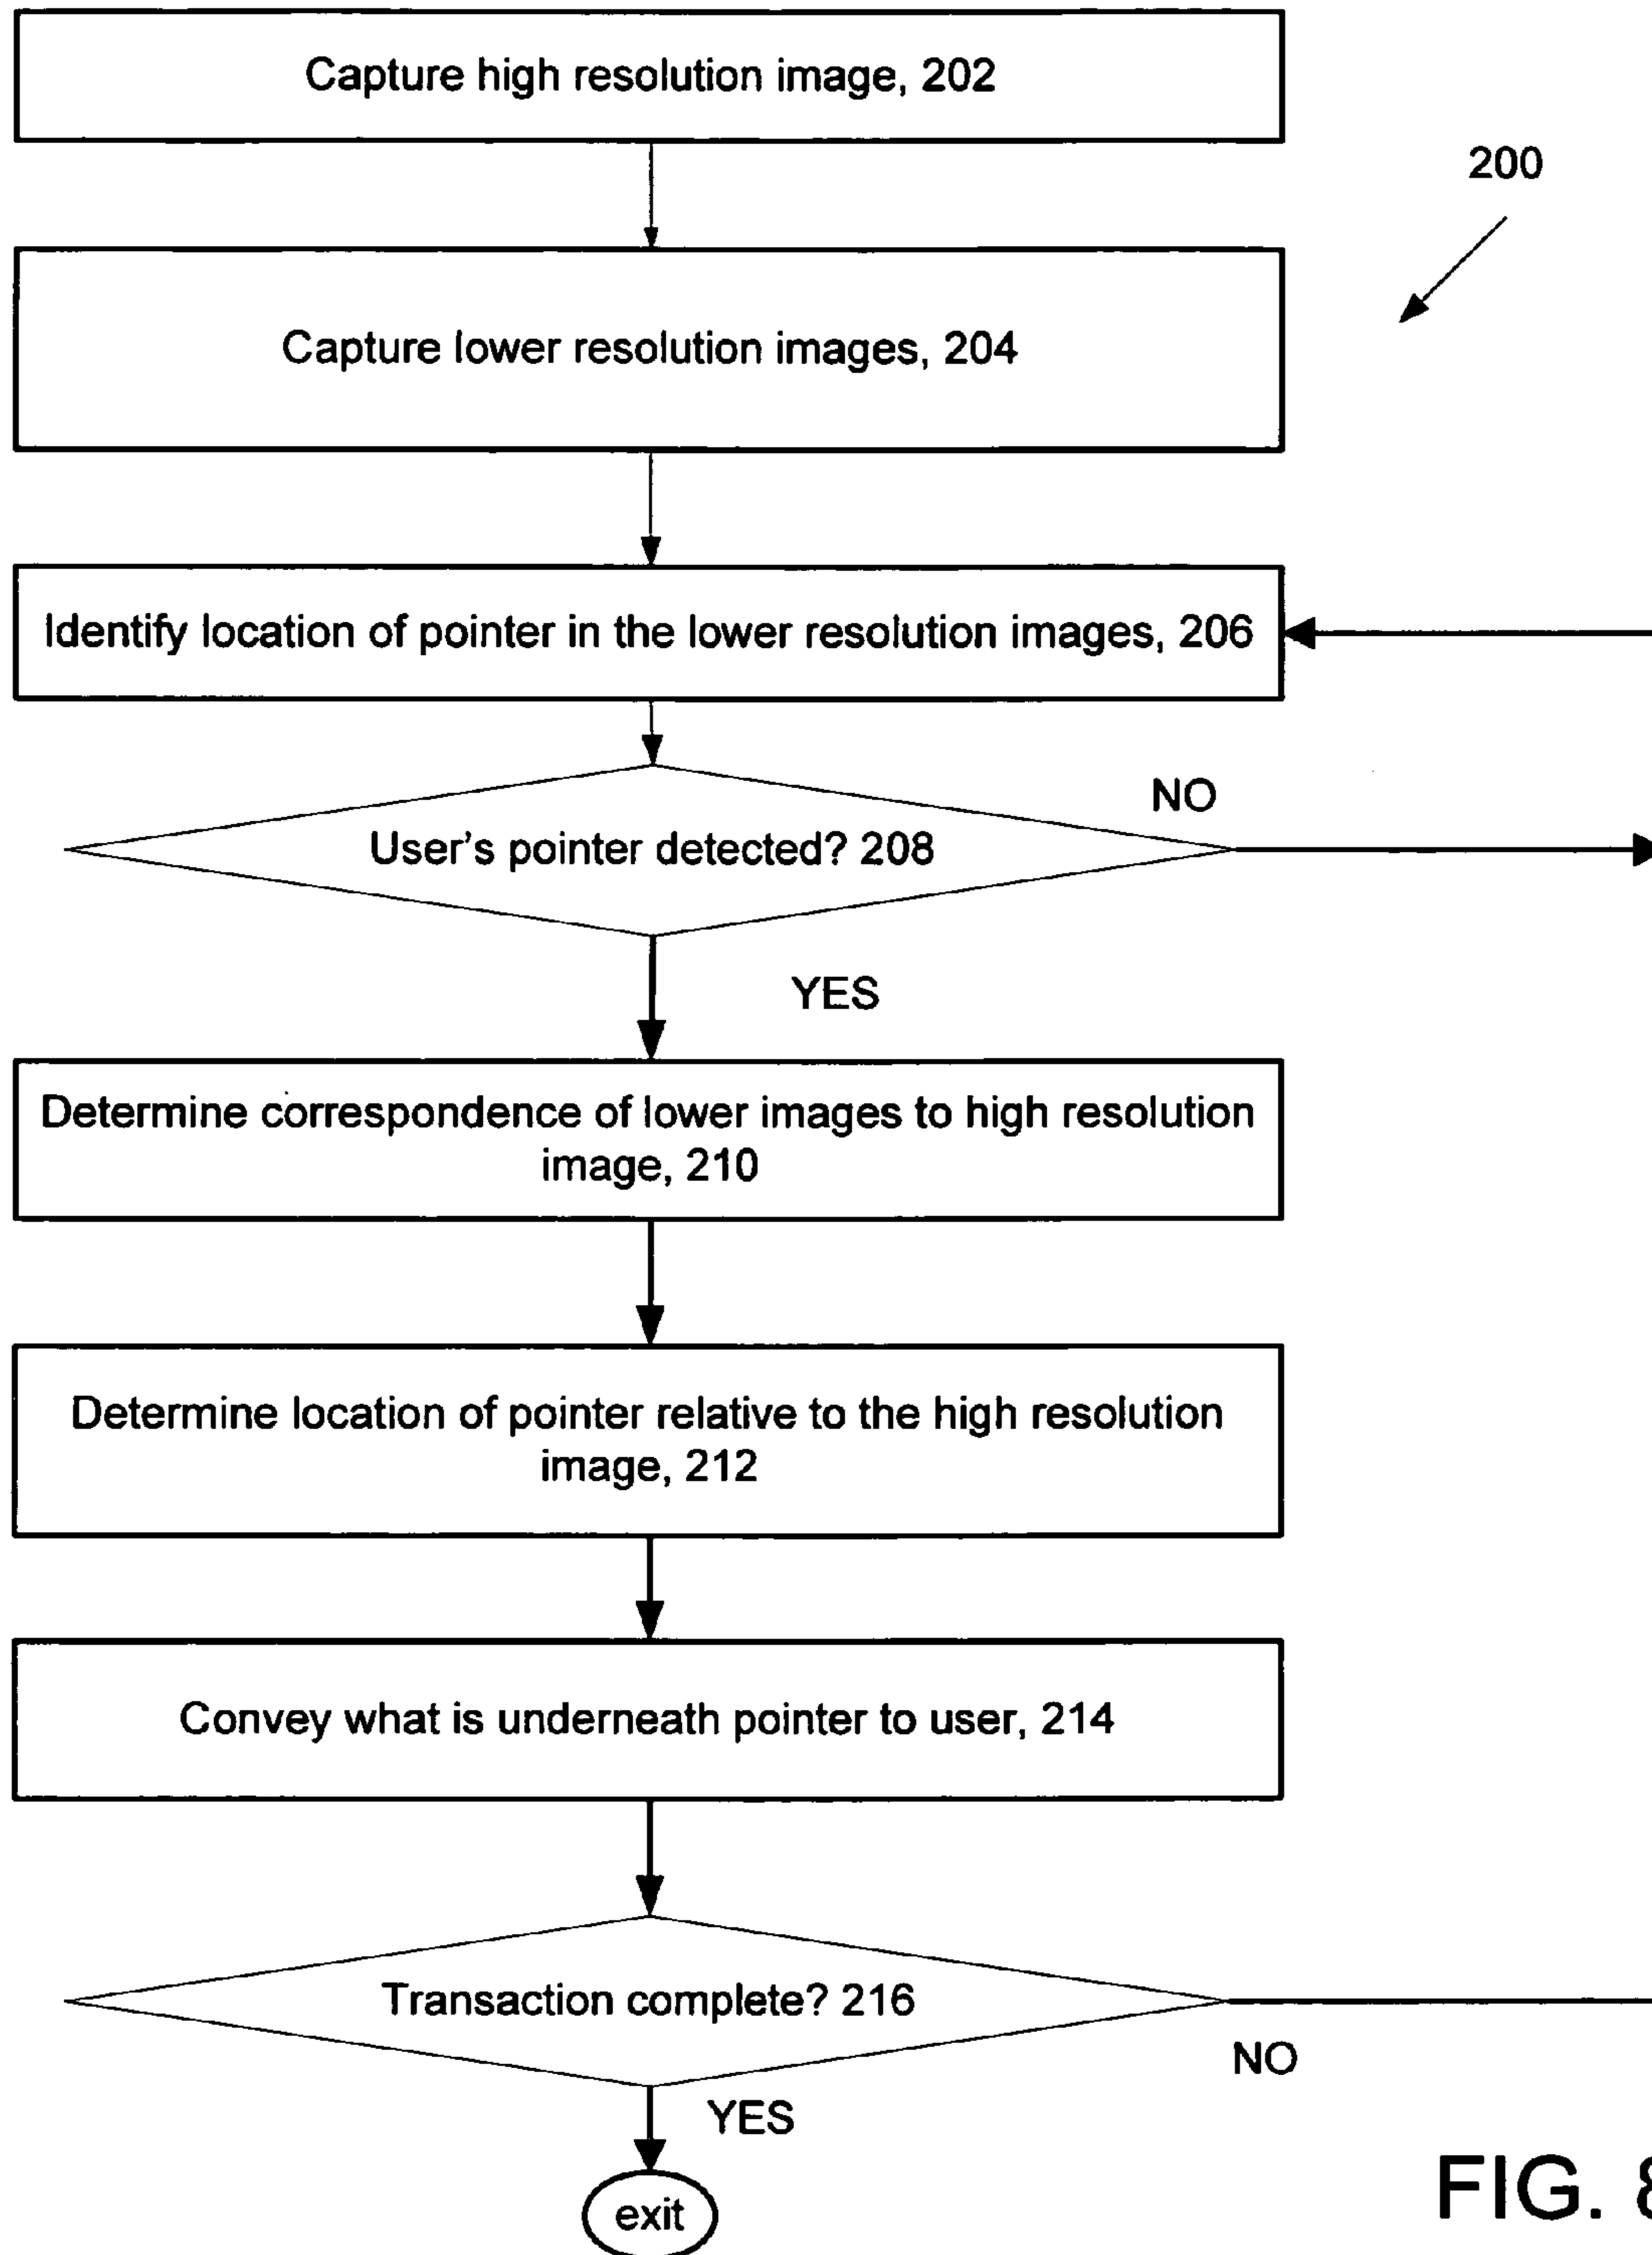 Capture high resolution image, 202
200
Capture lower resolution images, 204
Identify location of pointer in the lower resolution images, 206
NO
User's pointer detected? 208
YES
Determine correspondence of lower images to high resolution
image, 210
Determine location of pointer relative to the high resolution
image, 212
Convey what is underneath pointer to user, 214
Transaction complete? 216
NO
YES
exit
FIG. 8